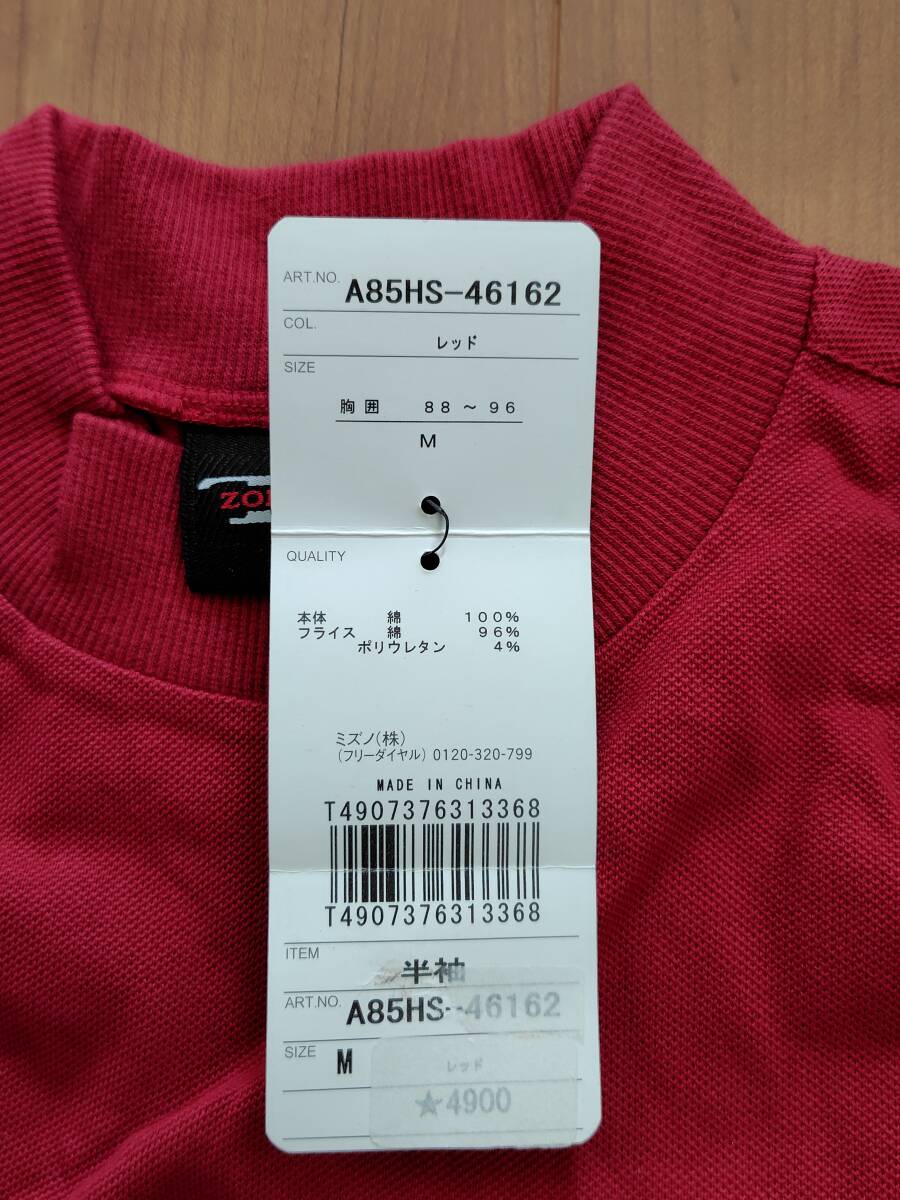 ART.NO. A85HS-46162
COL.
レッド
SIZE
胸囲 88～96
M
QUALITY
本体 綿 100%
フライス 綿 96%
ポリウレタン 4%
ミズノ(株)
(フリーダイヤル) 0120-320-799
MADE IN CHINA
T4907376313368
T4907376313368
ITEM
半袖
ART.NO. A85HS-46162
SIZE M
レッド
★4900